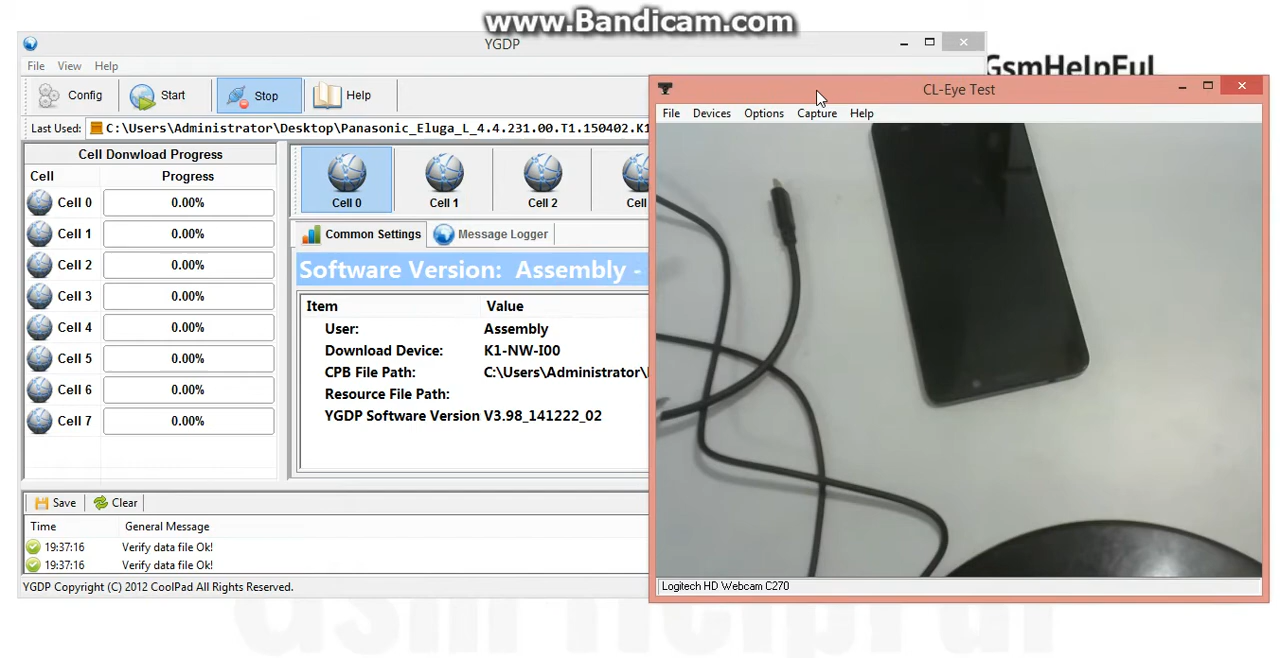 www.Bandicam.com
YGDP
GsmHelpFul
File View Help
Config Start Stop Help
Last Used: C:\Users\Administrator\Desktop\Panasonic_Eluga_L_4.4.231.00.T1.150402.K1
Cell Donwload Progress
Cell Progress
Cell 0 0.00%
Cell 1 0.00%
Cell 2 0.00%
Cell 3 0.00%
Cell 4 0.00%
Cell 5 0.00%
Cell 6 0.00%
Cell 7 0.00%
Cell 0 Cell 1 Cell 2 Cell
Common Settings Message Logger
Software Version: Assembly -
Item Value
User: Assembly
Download Device: K1-NW-I00
CPB File Path: C:\Users\Administrator\
Resource File Path:
YGDP Software Version V3.98_141222_02
Save Clear
Time General Message
19:37:16 Verify data file Ok!
19:37:16 Verify data file Ok!
YGDP Copyright (C) 2012 CoolPad All Rights Reserved.
CL-Eye Test
File Devices Options Capture Help
Logitech HD Webcam C270
Gsm HelpFul